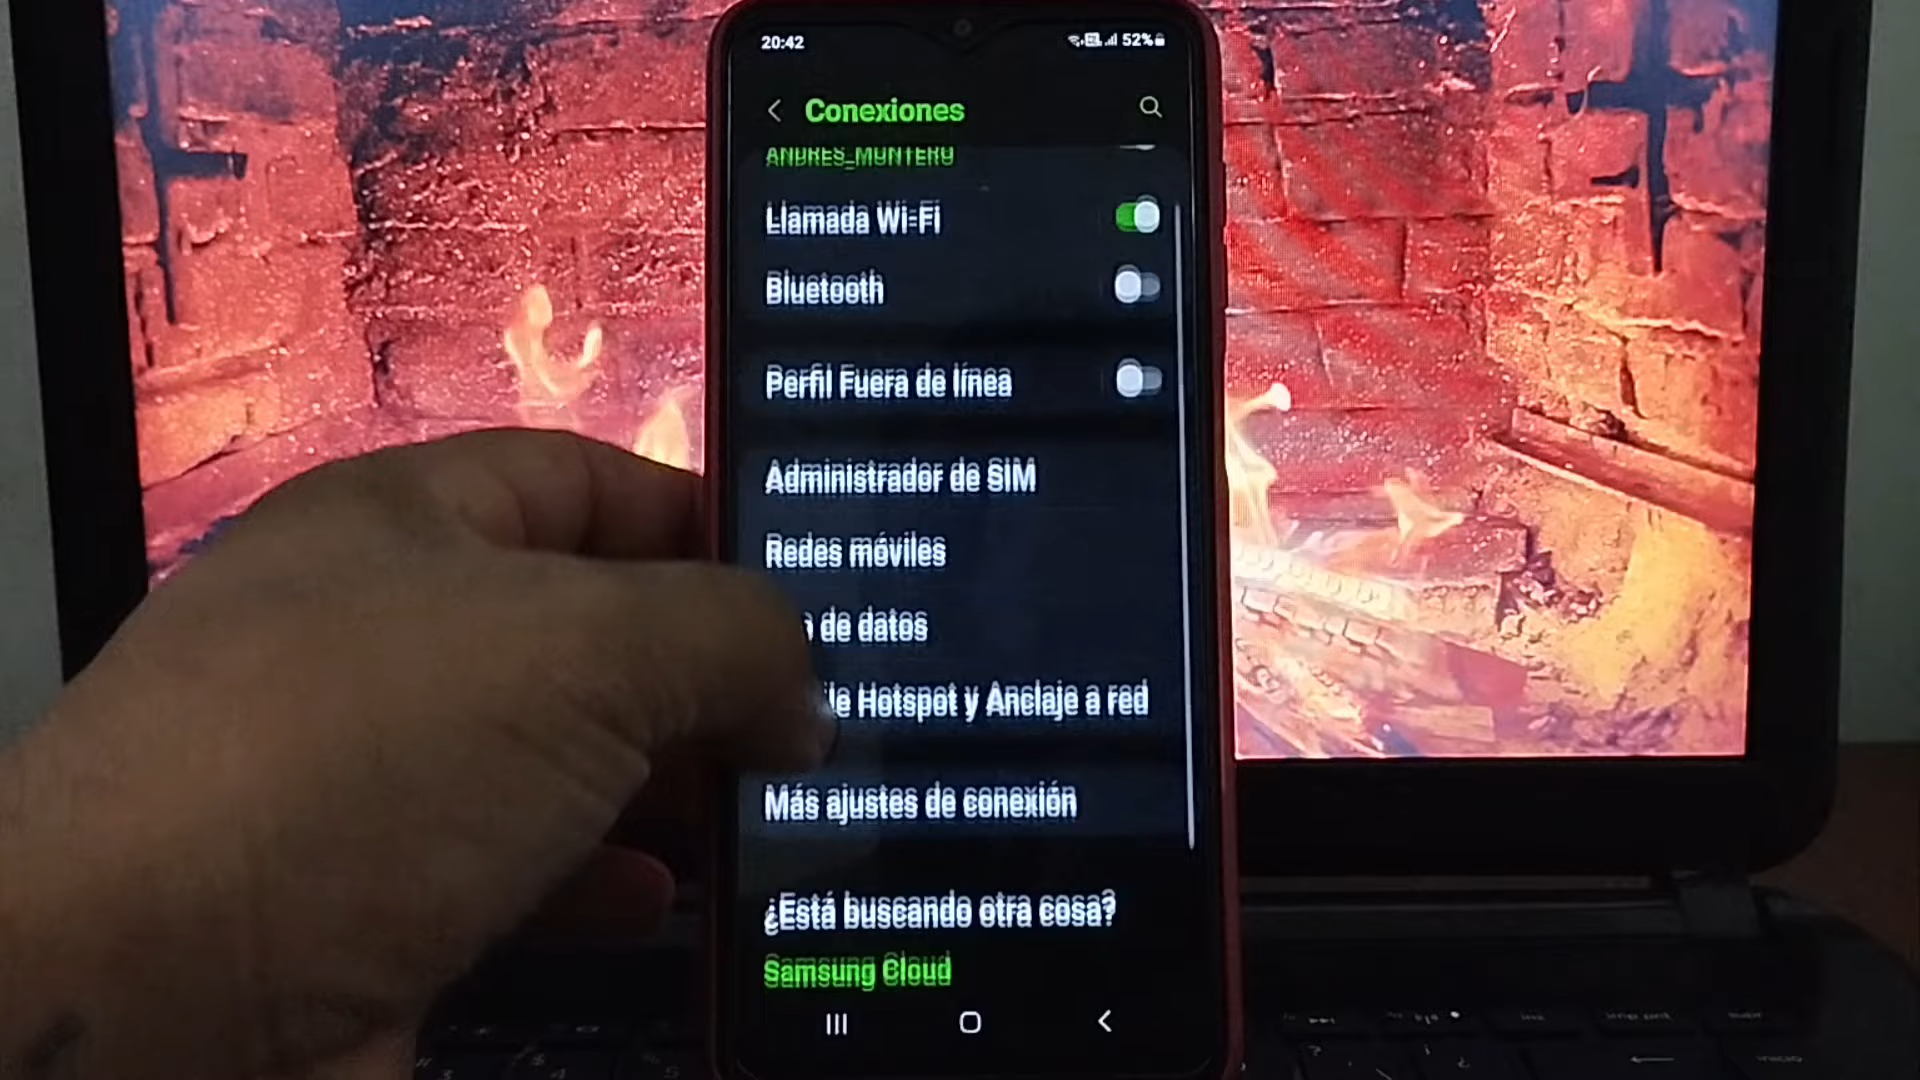 20:42
52%
Conexiones
ANDRES_MONTERO
Llamada Wi-Fi
Bluetooth
Perfil Fuera de línea
Administrador de SIM
Redes móviles
de datos
Hotspot y Anclaje a red
Más ajustes de conexión
¿Está buscando otra cosa?
Samsung Cloud